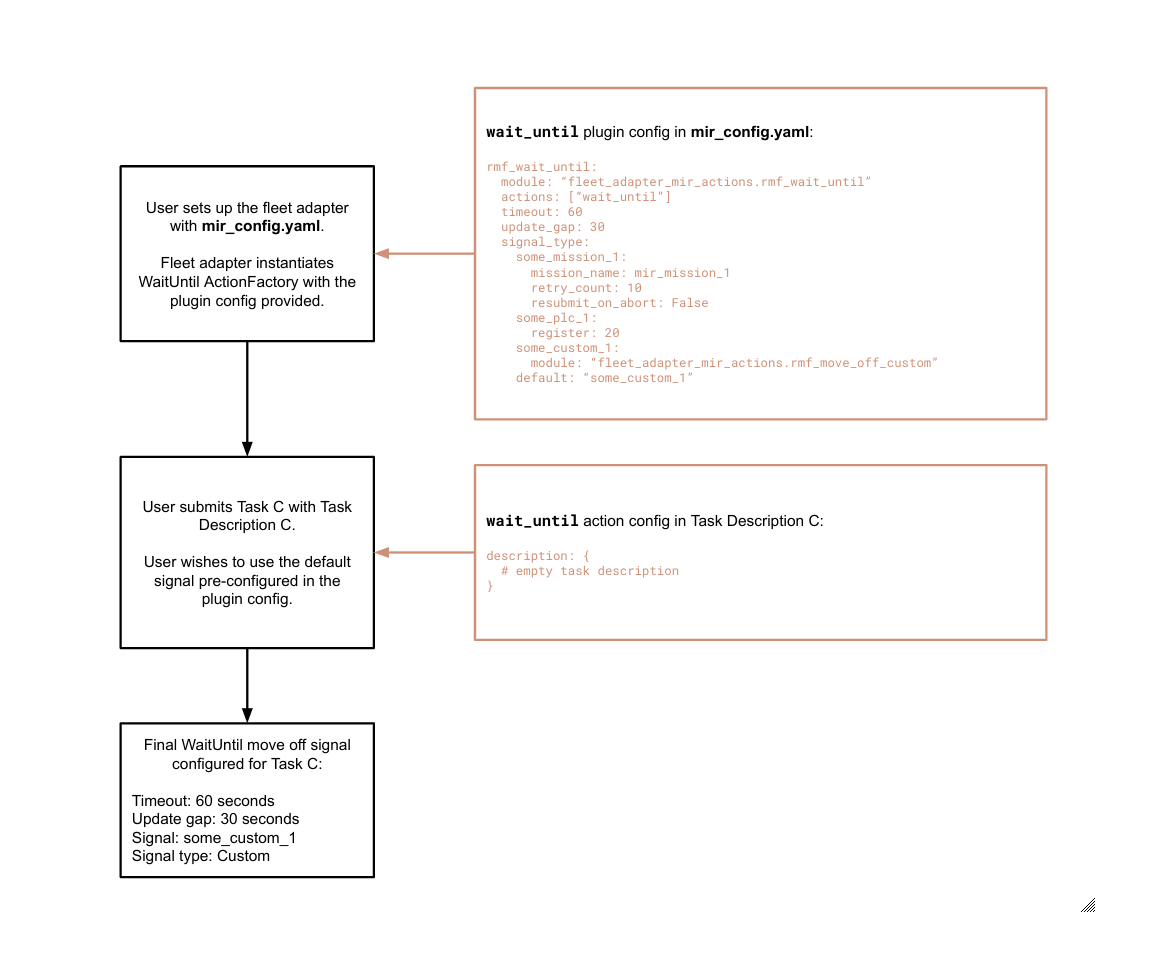 wait_until plugin config in mir_config.yaml:
rmf_wait_until:
  module: “fleet_adapter_mir_actions.rmf_wait_until”
  actions: [“wait_until”]
  timeout: 60
  update_gap: 30
  signal_type:
    some_mission_1:
      mission_name: mir_mission_1
      retry_count: 10
      resubmit_on_abort: False
    some_plc_1:
      register: 20
    some_custom_1:
      module: “fleet_adapter_mir_actions.rmf_move_off_custom”
    default: “some_custom_1”
User sets up the fleet adapter
with mir_config.yaml.
Fleet adapter instantiates
WaitUntil ActionFactory with the
plugin config provided.
User submits Task C with Task
Description C.
User wishes to use the default
signal pre-configured in the
plugin config.
wait_until action config in Task Description C:
description: {
  # empty task description
}
Final WaitUntil move off signal
configured for Task C:
Timeout: 60 seconds
Update gap: 30 seconds
Signal: some_custom_1
Signal type: Custom